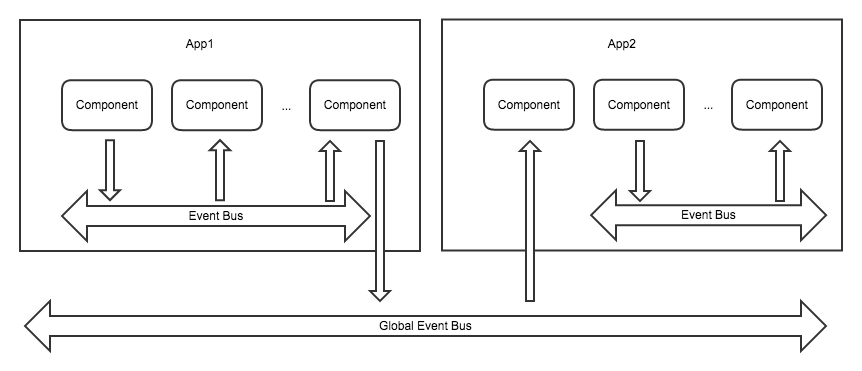 App1
App2
Component
Component
...
Component
Component
Component
...
Component
Event Bus
Event Bus
Global Event Bus